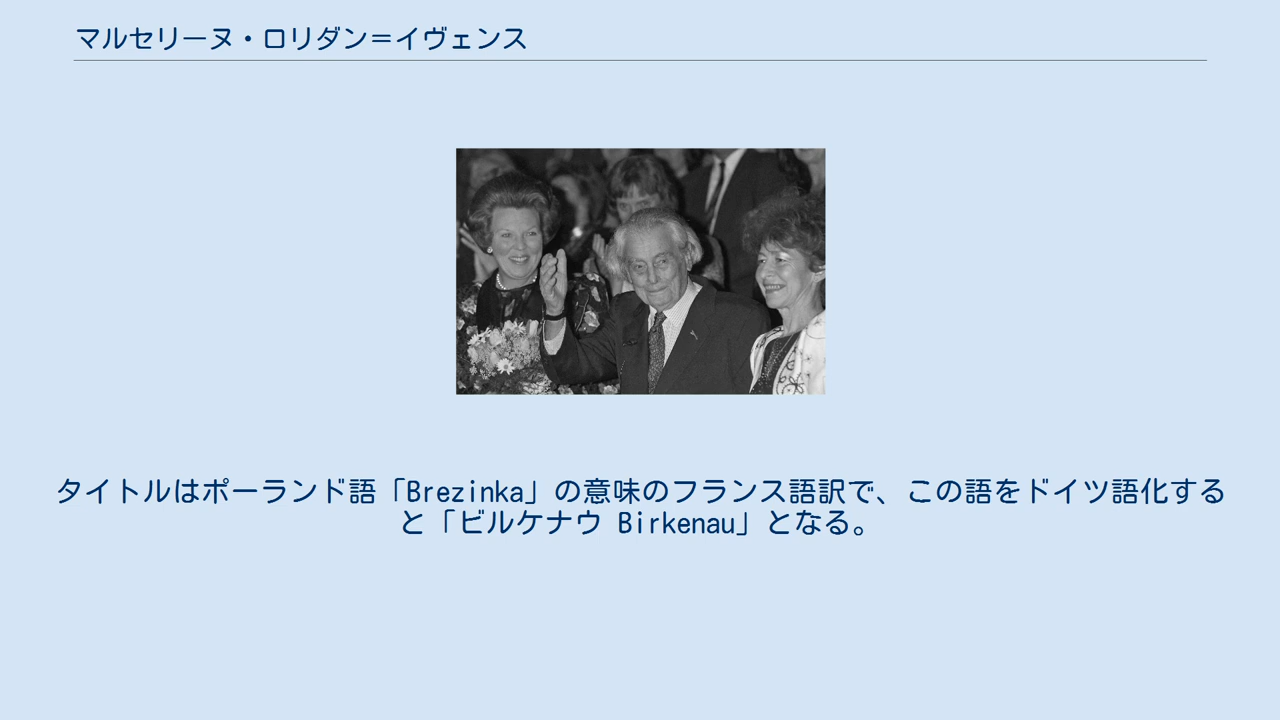 マルセリーヌ・ロリダン＝イヴェンス
タイトルはポーランド語「Brezinka」の意味のフランス語訳で、この語をドイツ語化する
と「ビルケナウ Birkenau」となる。